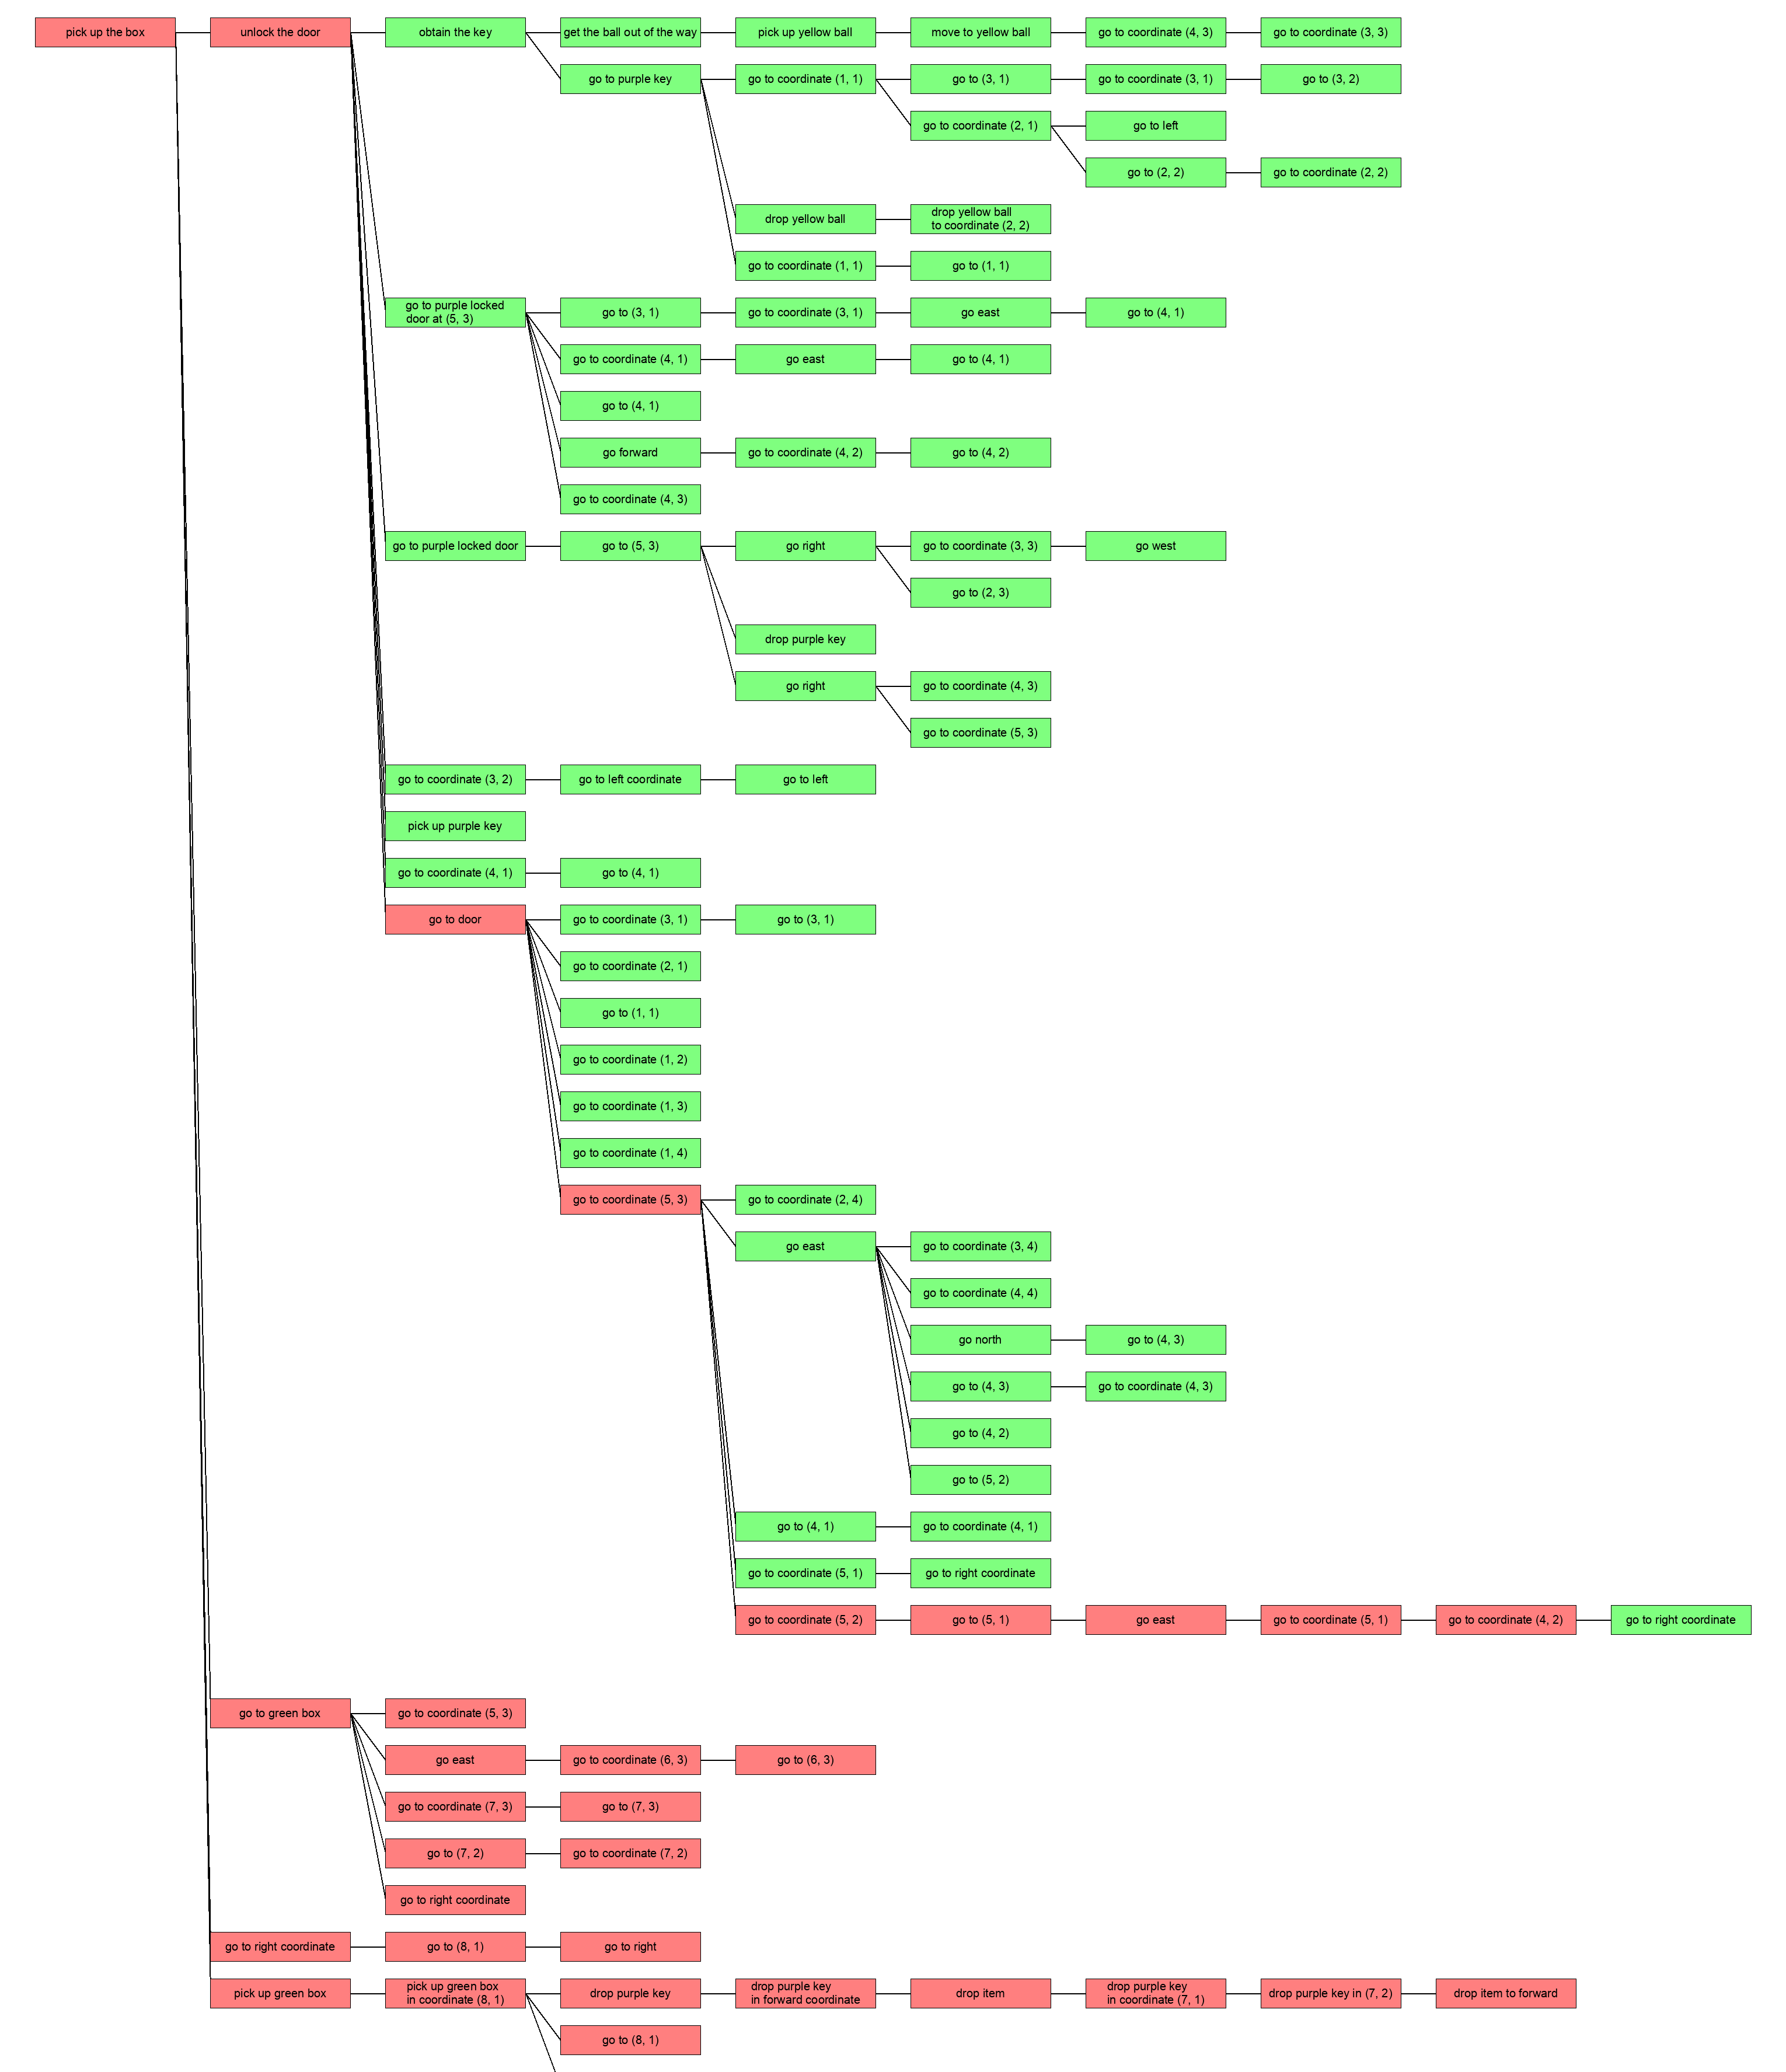 pick up the box
unlock the door
obtain the key
get the ball out of the way
pick up yellow ball
move to yellow ball
go to coordinate (4, 3)
go to coordinate (3, 3)
go to purple key
go to coordinate (1, 1)
go to (3, 1)
go to coordinate (3, 1)
go to (3, 2)
go to coordinate (2, 1)
go to left
go to (2, 2)
go to coordinate (2, 2)
drop yellow ball
drop yellow ball
to coordinate (2, 2)
go to coordinate (1, 1)
go to (1, 1)
go to purple locked
door at (5, 3)
go to (3, 1)
go to coordinate (3, 1)
go east
go to (4, 1)
go to coordinate (4, 1)
go east
go to (4, 1)
go to (4, 1)
go forward
go to coordinate (4, 2)
go to (4, 2)
go to coordinate (4, 3)
go to purple locked door
go to (5, 3)
go right
go to coordinate (3, 3)
go west
go to (2, 3)
drop purple key
go right
go to coordinate (4, 3)
go to coordinate (5, 3)
go to coordinate (3, 2)
go to left coordinate
go to left
pick up purple key
go to coordinate (4, 1)
go to (4, 1)
go to door
go to coordinate (3, 1)
go to (3, 1)
go to coordinate (2, 1)
go to (1, 1)
go to coordinate (1, 2)
go to coordinate (1, 3)
go to coordinate (1, 4)
go to coordinate (5, 3)
go to coordinate (2, 4)
go east
go to coordinate (3, 4)
go to coordinate (4, 4)
go north
go to (4, 3)
go to (4, 3)
go to coordinate (4, 3)
go to (4, 2)
go to (5, 2)
go to (4, 1)
go to coordinate (4, 1)
go to coordinate (5, 1)
go to right coordinate
go to coordinate (5, 2)
go to (5, 1)
go east
go to coordinate (5, 1)
go to coordinate (4, 2)
go to right coordinate
go to green box
go to coordinate (5, 3)
go east
go to coordinate (6, 3)
go to (6, 3)
go to coordinate (7, 3)
go to (7, 3)
go to (7, 2)
go to coordinate (7, 2)
go to right coordinate
go to right coordinate
go to (8, 1)
go to right
pick up green box
pick up green box
in coordinate (8, 1)
drop purple key
drop purple key
in forward coordinate
drop item
drop purple key
in coordinate (7, 1)
drop purple key in (7, 2)
drop item to forward
go to (8, 1)